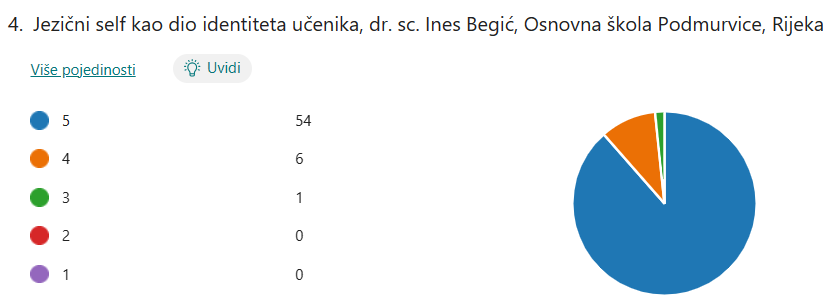 4. Jezični self kao dio identiteta učenika, dr. sc. Ines Begić, Osnovna škola Podmurvice, Rijeka
Više pojedinosti
Uvidi
5 54
4 6
3 1
2 0
1 0